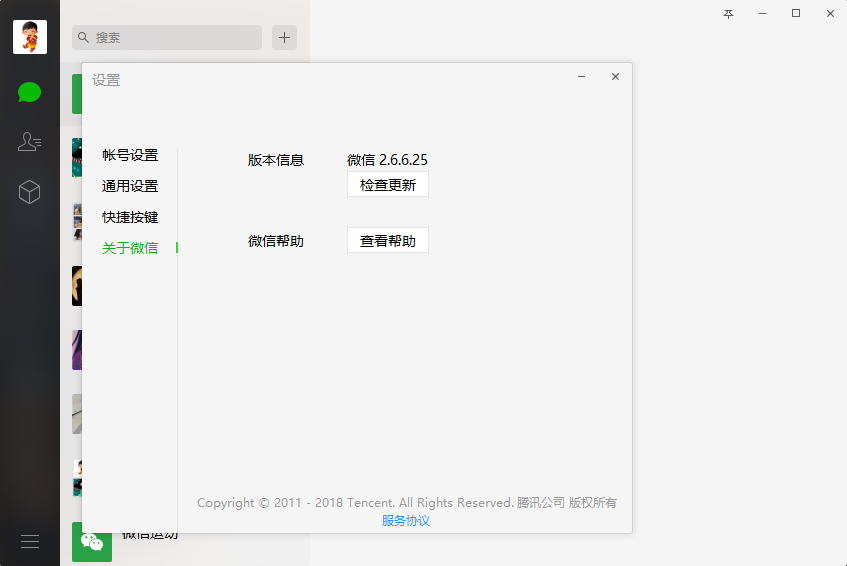 搜索
设置
帐号设置
通用设置
快捷按键
关于微信
版本信息
微信 2.6.6.25
检查更新
微信帮助
查看帮助
Copyright © 2011 - 2018 Tencent. All Rights Reserved. 腾讯公司 版权所有
服务协议
微信运动